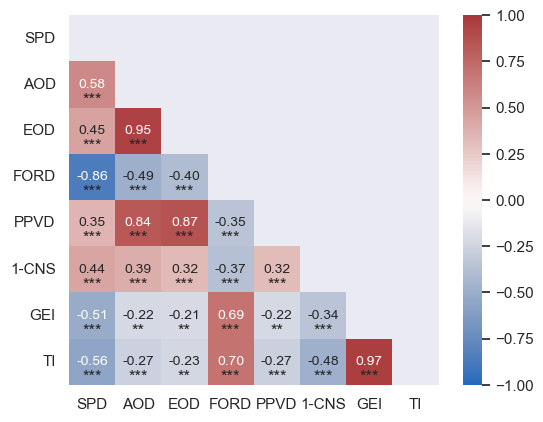 SPD
AOD 0.58
***
EOD 0.45 0.95
*** ***
FORD -0.86 -0.49 -0.40
*** *** ***
PPVD 0.35 0.84 0.87 -0.35
*** *** *** ***
1-CNS 0.44 0.39 0.32 -0.37 0.32
*** *** *** *** ***
GEI -0.51 -0.22 -0.21 0.69 -0.22 -0.34
*** ** ** *** ** ***
TI -0.56 -0.27 -0.23 0.70 -0.27 -0.48 0.97
*** *** ** *** *** *** ***
SPD AOD EOD FORD PPVD 1-CNS GEI TI
1.00
0.75
0.50
0.25
0.00
-0.25
-0.50
-0.75
-1.00